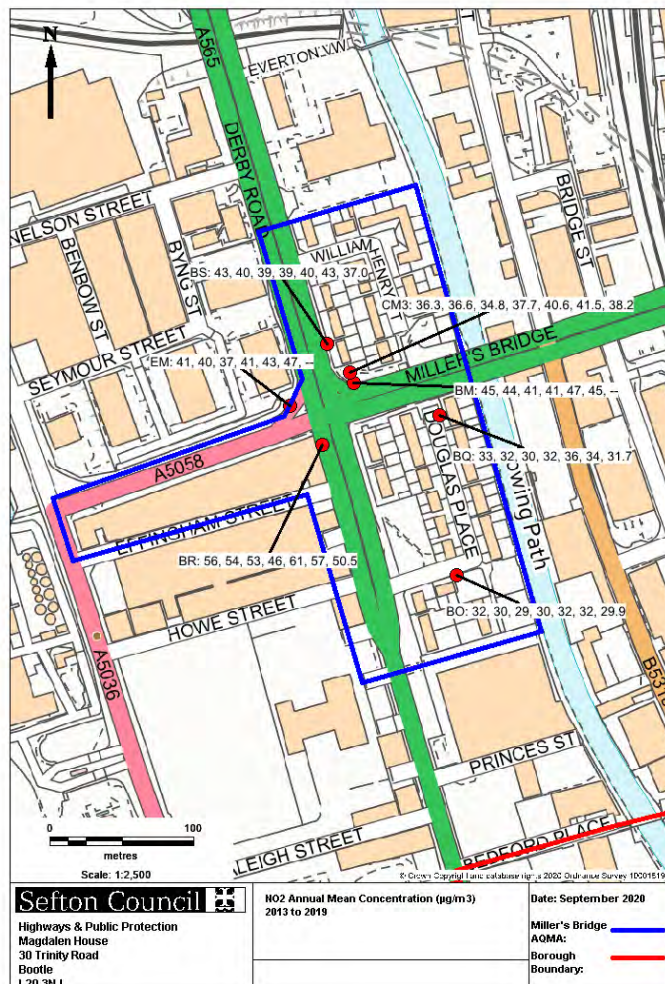 N
A565
EVERTON VW
DERBY ROAD
NELSON STREET
BENBOW ST
BYNG ST
BRIDGE ST
WILLIAM HENRY ST
BS: 43, 40, 39, 39, 40, 43, 37.0
CM3: 36.3, 36.6, 34.8, 37.7, 40.6, 41.5, 38.2
SEYMOUR STREET
MILLER'S BRIDGE
EM: 41, 40, 37, 41, 43, 47, --
BM: 45, 44, 41, 41, 47, 45, --
BQ: 33, 32, 30, 32, 36, 34, 31.7
A5058
DOUGLAS PLACE
Towing Path
EFFINGHAM STREET
BR: 56, 54, 53, 46, 61, 57, 50.5
HOWE STREET
BO: 32, 30, 29, 30, 32, 32, 29.9
A5036
PRINCES ST
0 100
metres
Scale: 1:2,500
BEDFORD PLACE
© Crown Copyright and database rights 2020 Ordnance Survey 10001819
Sefton Council
NO2 Annual Mean Concentration (µg/m3)
2013 to 2019
Date: September 2020
Highways & Public Protection
Magdalen House
30 Trinity Road
Bootle
Miller's Bridge
AQMA:
Borough
Boundary: